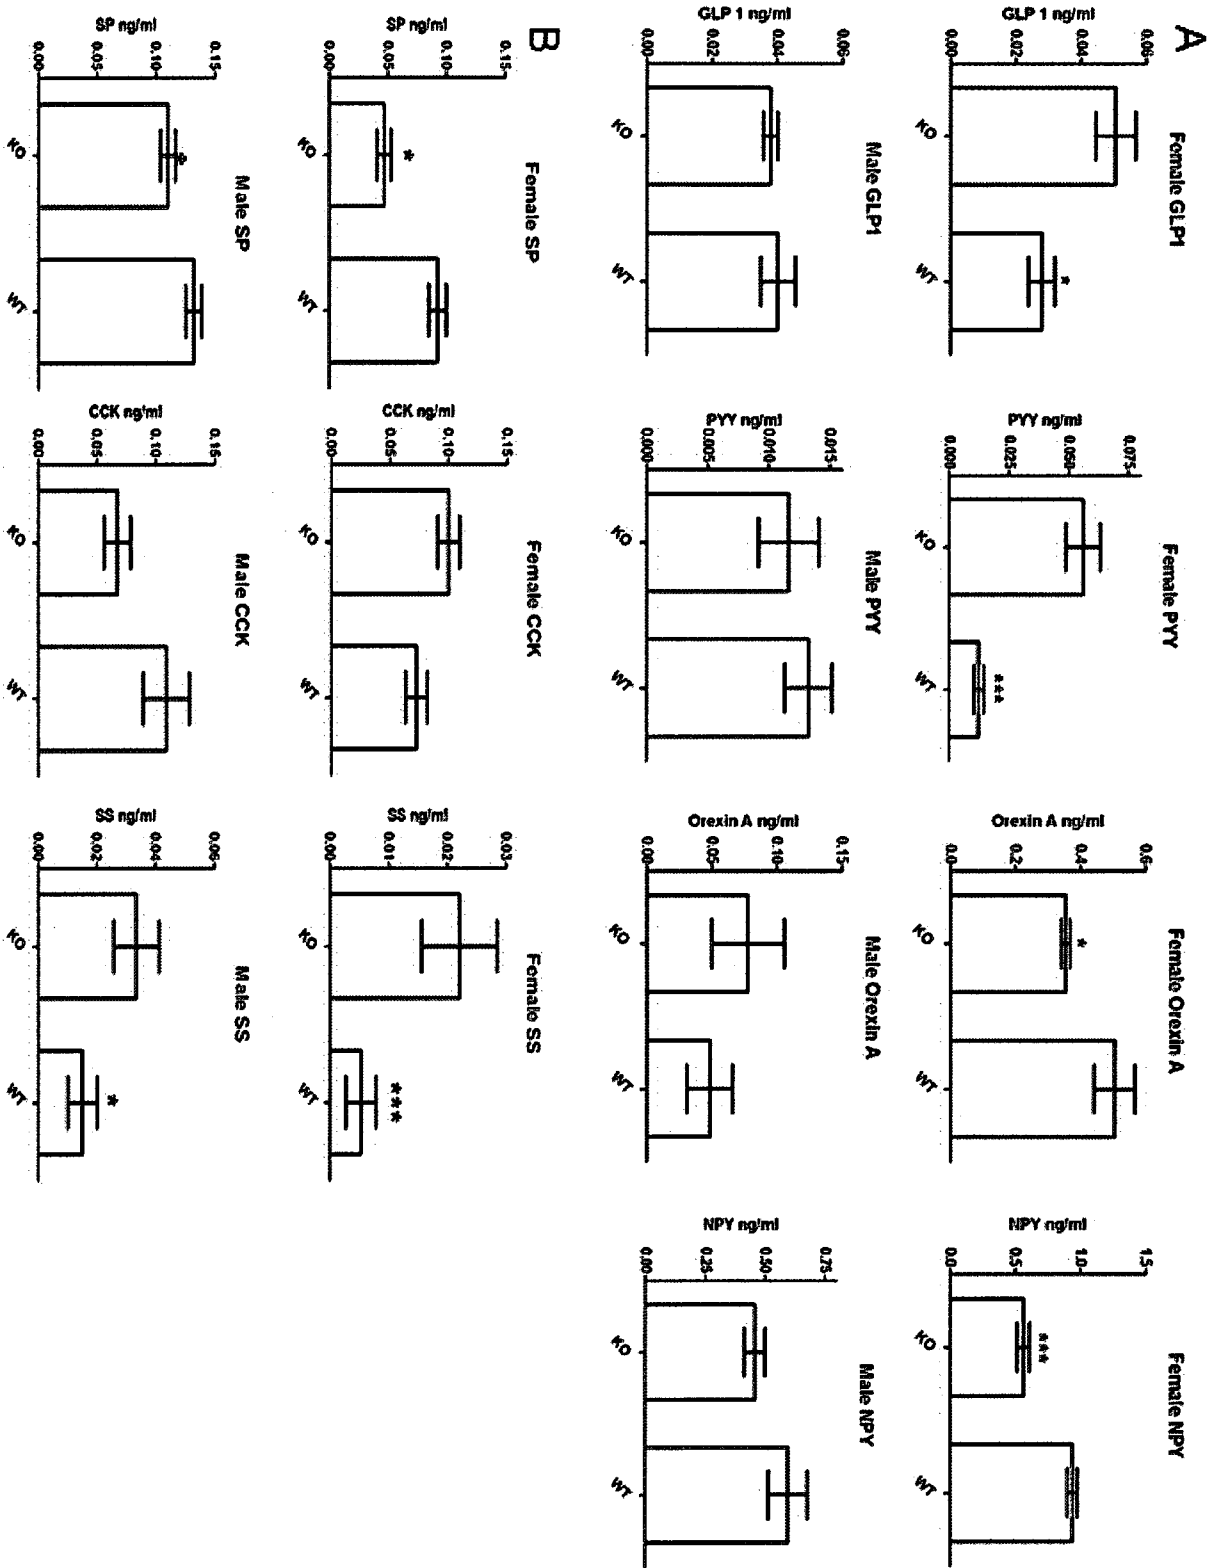 A
Female GLP1
GLP 1 ng/ml
0.06
0.04
0.02
0.00
KO
WT
*
Female PYY
PYY ng/ml
0.075
0.050
0.025
0.000
KO
WT
***
Female Orexin A
Orexin A ng/ml
0.6
0.4
0.2
0.0
*
KO
WT
Female NPY
NPY ng/ml
1.5
1.0
0.5
0.0
***
KO
WT
Male GLP1
GLP 1 ng/ml
0.06
0.04
0.02
0.00
KO
WT
Male PYY
PYY ng/ml
0.015
0.010
0.005
0.000
KO
WT
Male Orexin A
Orexin A ng/ml
0.15
0.10
0.05
0.00
KO
WT
Male NPY
NPY ng/ml
0.75
0.50
0.25
0.00
KO
WT
B
Female SP
SP ng/ml
0.15
0.10
0.05
0.00
*
KO
WT
Female CCK
CCK ng/ml
0.15
0.10
0.05
0.00
KO
WT
Female SS
SS ng/ml
0.03
0.02
0.01
0.00
***
KO
WT
Male SP
SP ng/ml
0.15
0.10
0.05
0.00
*
KO
WT
Male CCK
CCK ng/ml
0.15
0.10
0.05
0.00
KO
WT
Male SS
SS ng/ml
0.06
0.04
0.02
0.00
*
KO
WT